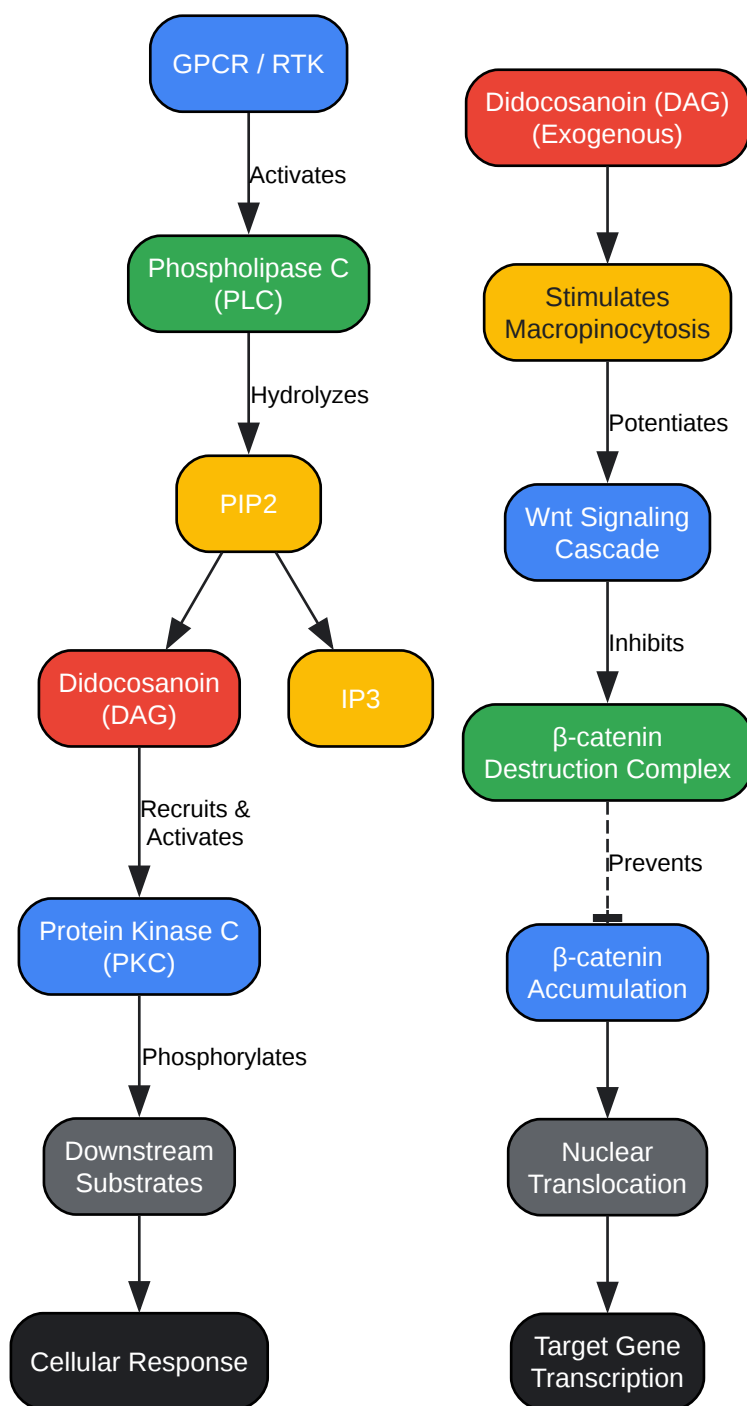 GPCR / RTK
Activates
Phospholipase C
(PLC)
Hydrolyzes
PIP2
Didocosanoin
(DAG)
IP3
Recruits &
Activates
Protein Kinase C
(PKC)
Phosphorylates
Downstream
Substrates
Cellular Response
Didocosanoin (DAG)
(Exogenous)
Stimulates
Macropinocytosis
Potentiates
Wnt Signaling
Cascade
Inhibits
β-catenin
Destruction Complex
Prevents
β-catenin
Accumulation
Nuclear
Translocation
Target Gene
Transcription